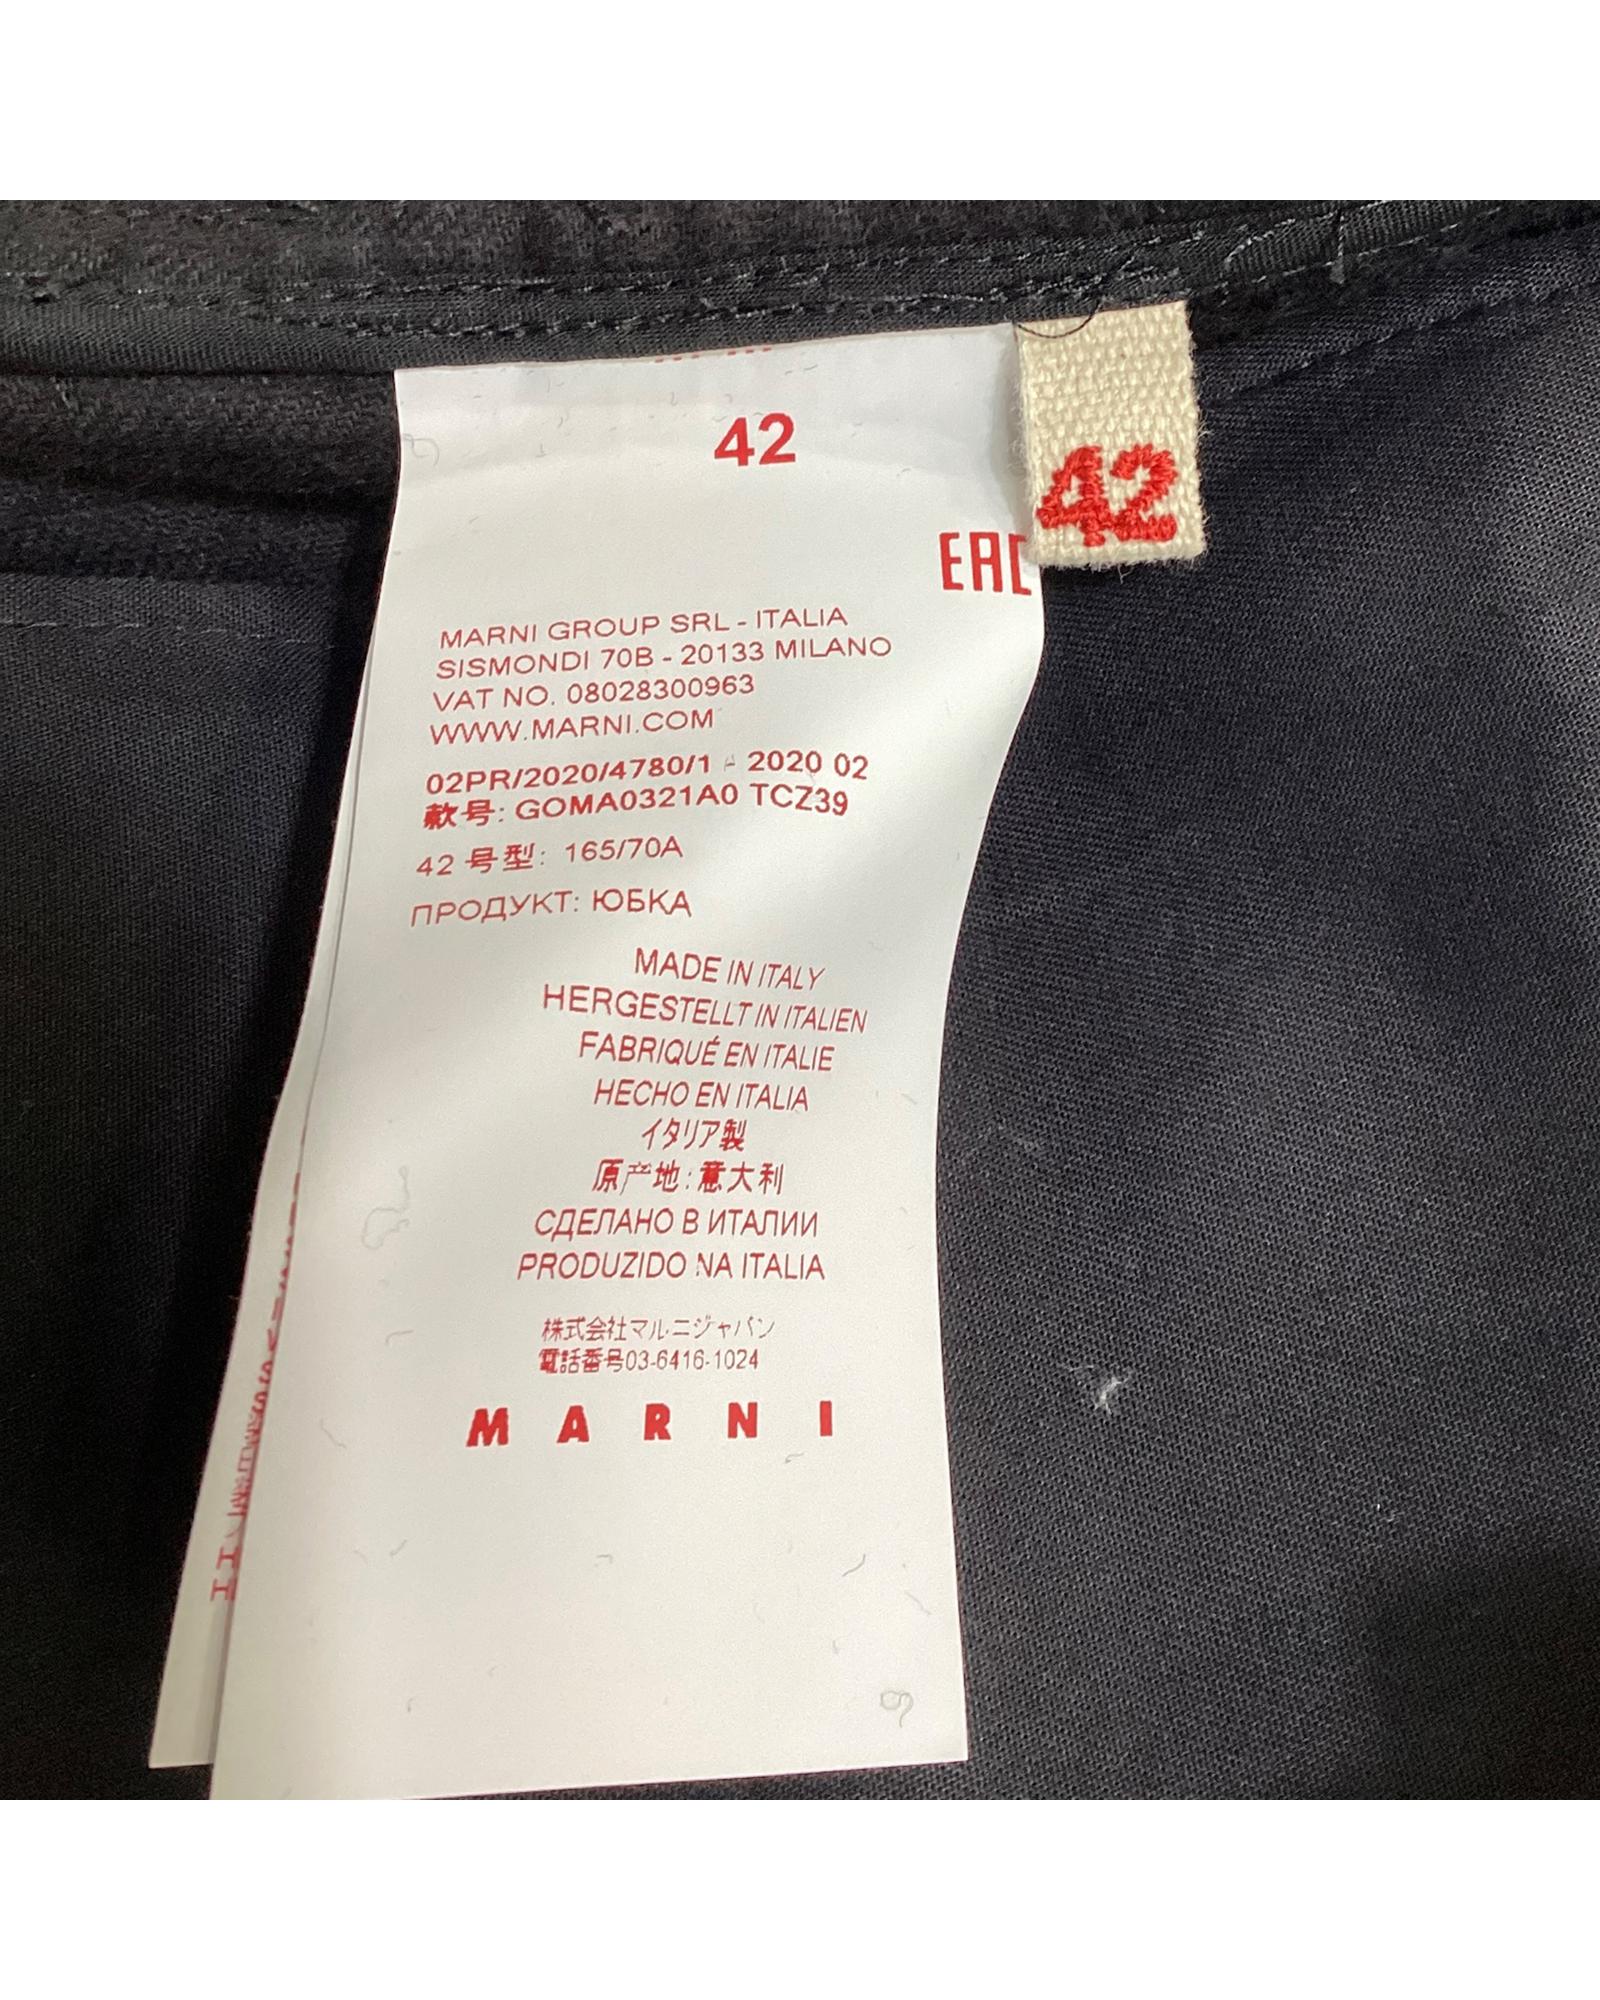 42
42
EAC
MARNI GROUP SRL - ITALIA
SISMONDI 70B - 20133 MILANO
VAT NO. 08028300963
WWW.MARNI.COM
02PR/2020/4780/1 - 2020 02
款号: GOMA0321A0 TCZ39
42 号型: 165/70A
ПРОДУКТ: ЮБКА
MADE IN ITALY
HERGESTELLT IN ITALIEN
FABRIQUÉ EN ITALIE
HECHO EN ITALIA
イタリア製
原产地: 意大利
СДЕЛАНО В ИТАЛИИ
PRODUZIDO NA ITALIA
株式会社マルニジャパン
電話番号03-6416-1024
MARNI